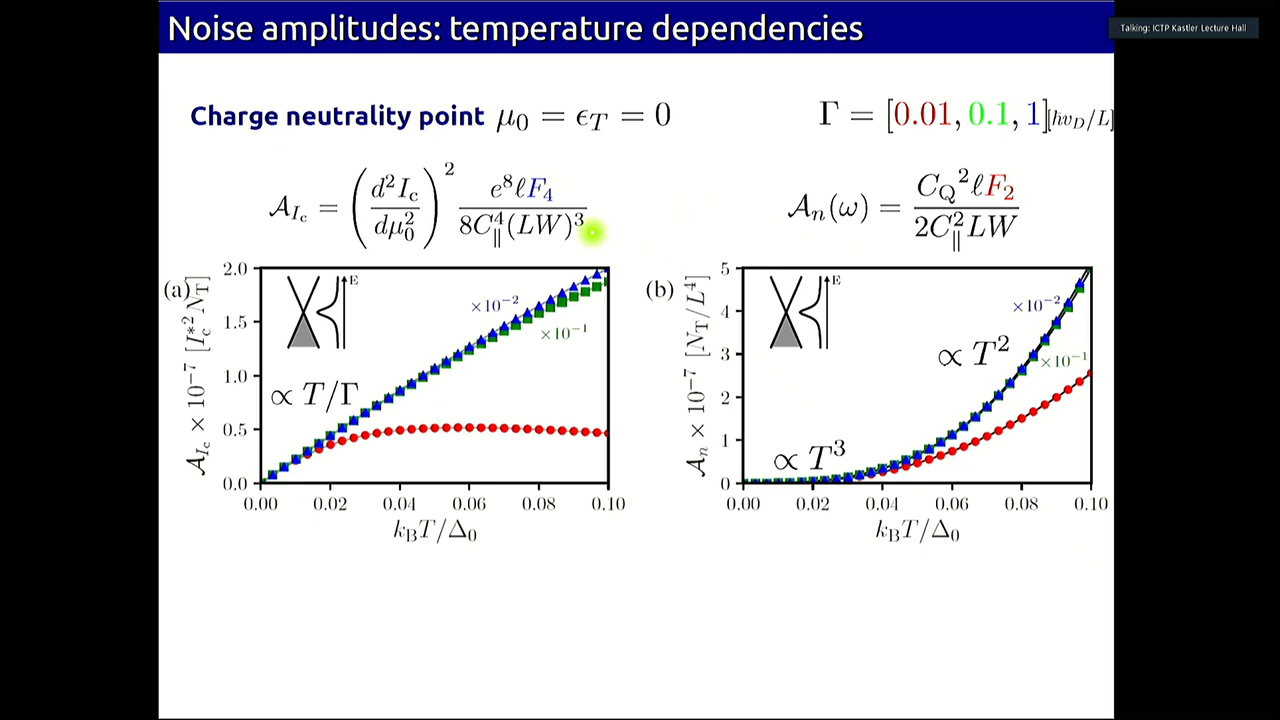 Noise amplitudes: temperature dependencies
Talking: ICTP Kastler Lecture Hall
Charge neutrality point μ₀ = ϵ_T = 0
Γ = [0.01, 0.1, 1][ħv_D/L]
𝒜_{I_c} = (d²I_c/dμ₀²)² e⁸ℓF₄/8C_∥⁴(LW)³
𝒜_n(ω) = C_Q²ℓF₂/2C_∥²LW
(a)
𝒜_{I_c} × 10⁻⁷ [I_c*² N_T]
2.0
1.5
1.0
0.5
0.0
E
×10⁻²
×10⁻¹
∝ T/Γ
0.00 0.02 0.04 0.06 0.08 0.10
k_BT/Δ₀
(b)
𝒜_n × 10⁻⁷ [N_T/L⁴]
5
4
3
2
1
0
E
×10⁻²
∝ T²
×10⁻¹
∝ T³
0.00 0.02 0.04 0.06 0.08 0.10
k_BT/Δ₀